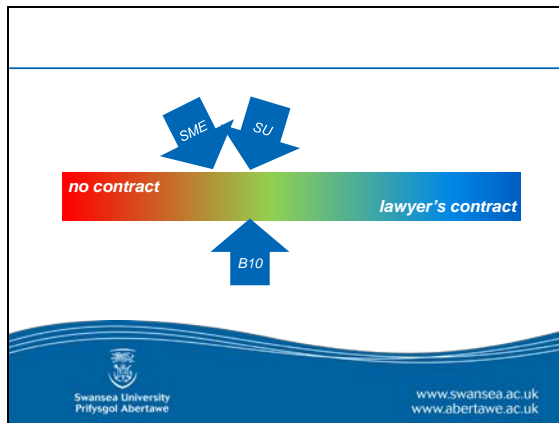 SME
SU
no contract
lawyer's contract
B10
Swansea University
Prifysgol Abertawe
www.swansea.ac.uk
www.abertawe.ac.uk